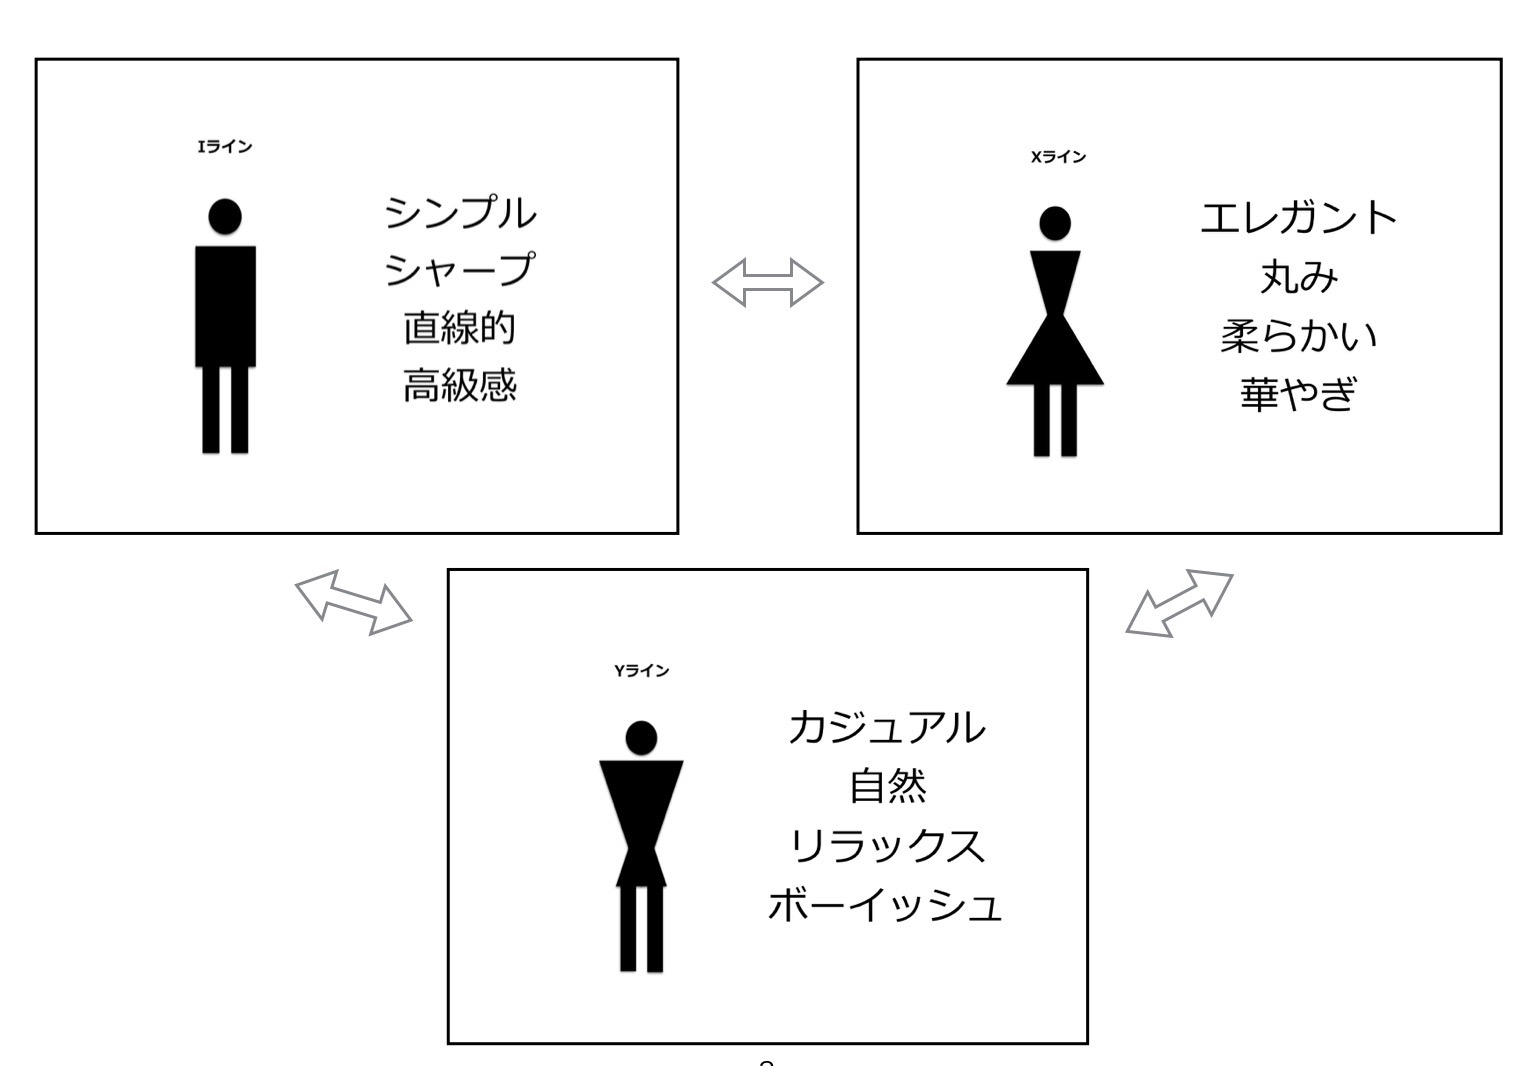 Iライン
シンプル
シャープ
直線的
高級感
Xライン
エレガント
丸み
柔らかい
華やぎ
Yライン
カジュアル
自然
リラックス
ボーイッシュ